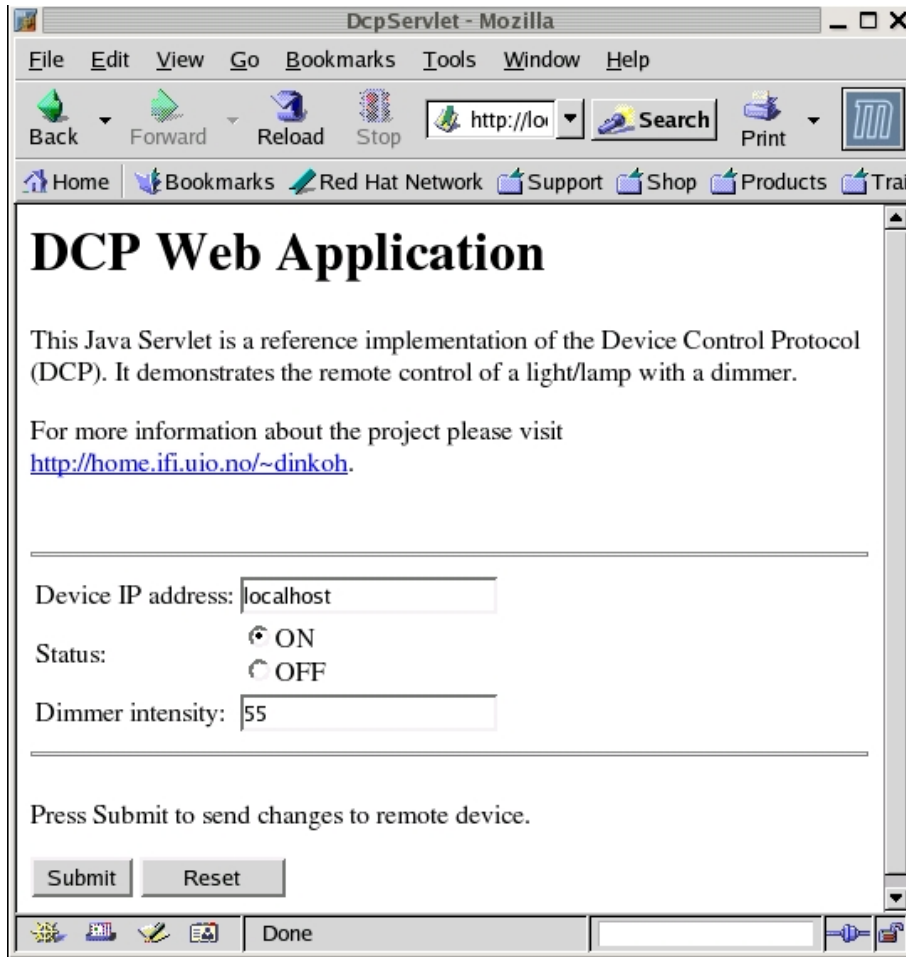 DcpServlet - Mozilla
File Edit View Go Bookmarks Tools Window Help
Back Forward Reload Stop http://lo Search Print
Home Bookmarks Red Hat Network Support Shop Products Trai
DCP Web Application
This Java Servlet is a reference implementation of the Device Control Protocol
(DCP). It demonstrates the remote control of a light/lamp with a dimmer.
For more information about the project please visit
http://home.ifi.uio.no/~dinkoh.
Device IP address: localhost
Status:
ON
OFF
Dimmer intensity: 55
Press Submit to send changes to remote device.
Submit Reset
Done